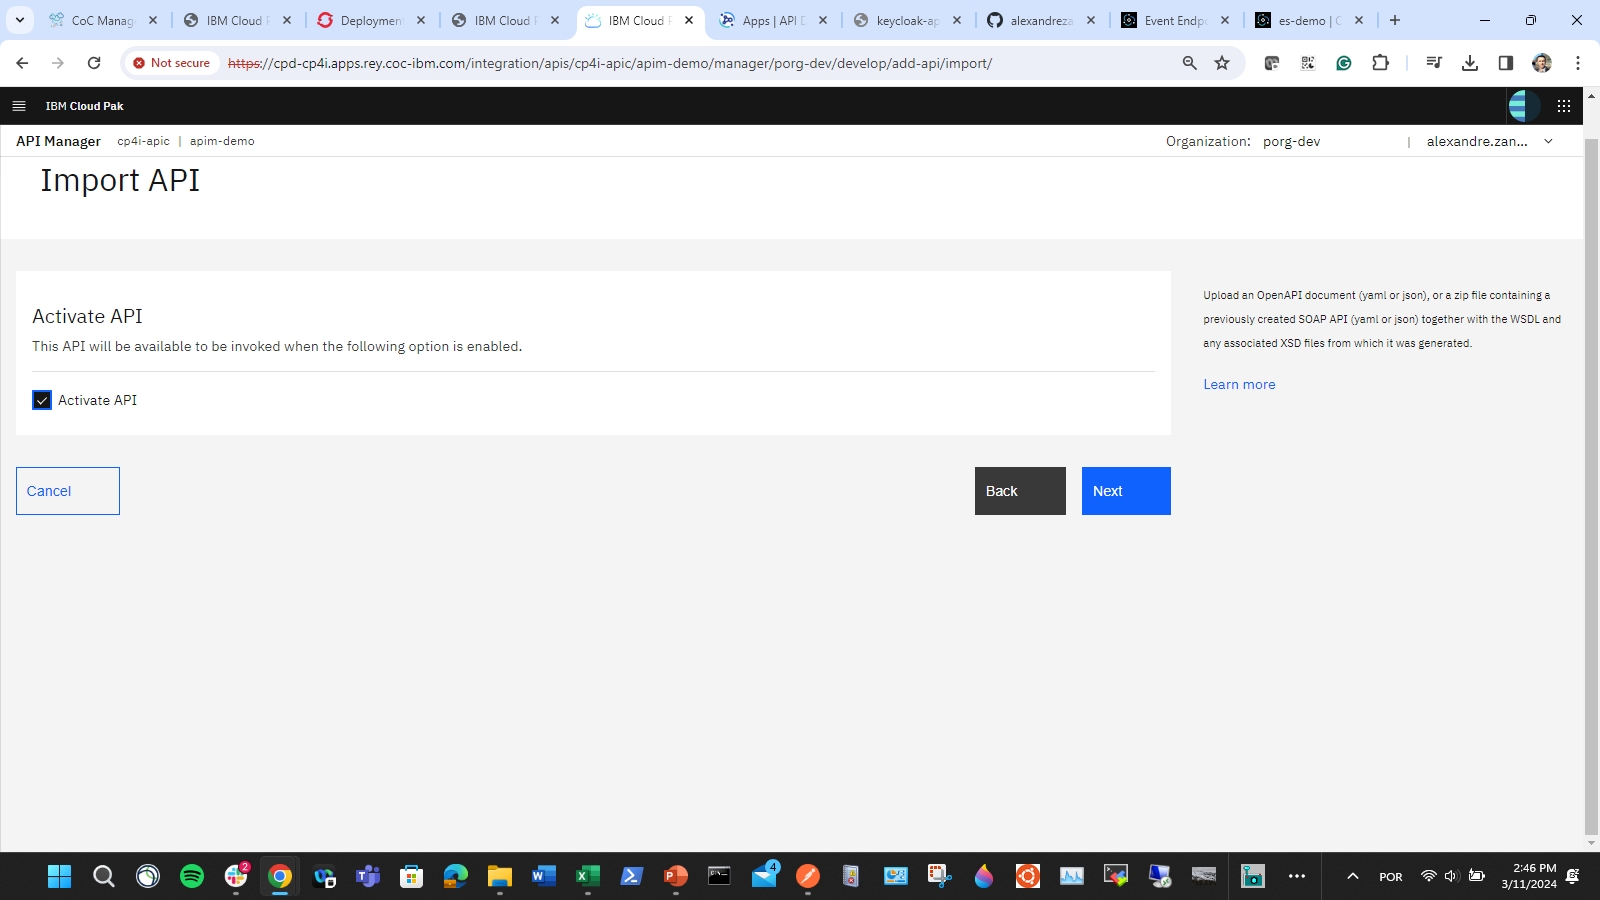 CoC Manag
IBM Cloud P
Deploymen
IBM Cloud P
IBM Cloud P
Apps | API D
keycloak-ap
alexandreza
Event Endpo
es-demo | C
Not secure
https://cpd-cp4i.apps.rey.coc-ibm.com/integration/apis/cp4i-apic/apim-demo/manager/porg-dev/develop/add-api/import/
IBM Cloud Pak
API Manager cp4i-apic | apim-demo
Organization: porg-dev | alexandre.zan...
Import API
Activate API
This API will be available to be invoked when the following option is enabled.
Activate API
Cancel
Back
Next
Upload an OpenAPI document (yaml or json), or a zip file containing a
previously created SOAP API (yaml or json) together with the WSDL and
any associated XSD files from which it was generated.
Learn more
2
4
POR
2:46 PM
3/11/2024